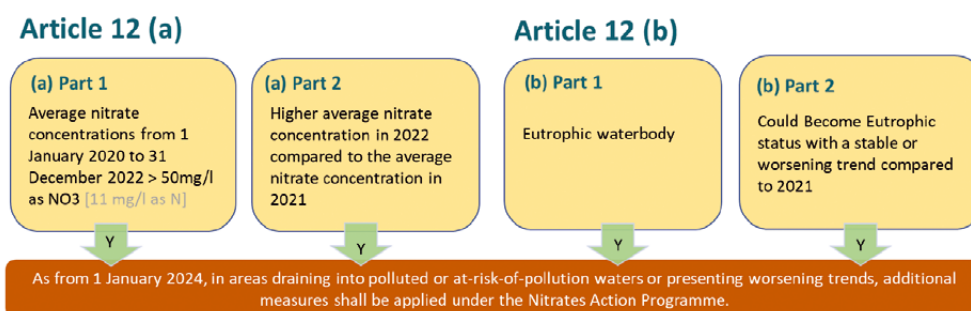 Article 12 (a)
(a) Part 1
Average nitrate
concentrations from 1
January 2020 to 31
December 2022 > 50mg/l
as NO3 [11 mg/l as N]
Y
(a) Part 2
Higher average nitrate
concentration in 2022
compared to the average
nitrate concentration in
2021
Y
Article 12 (b)
(b) Part 1
Eutrophic waterbody
Y
(b) Part 2
Could Become Eutrophic
status with a stable or
worsening trend compared
to 2021
Y
As from 1 January 2024, in areas draining into polluted or at-risk-of-pollution waters or presenting worsening trends, additional
measures shall be applied under the Nitrates Action Programme.